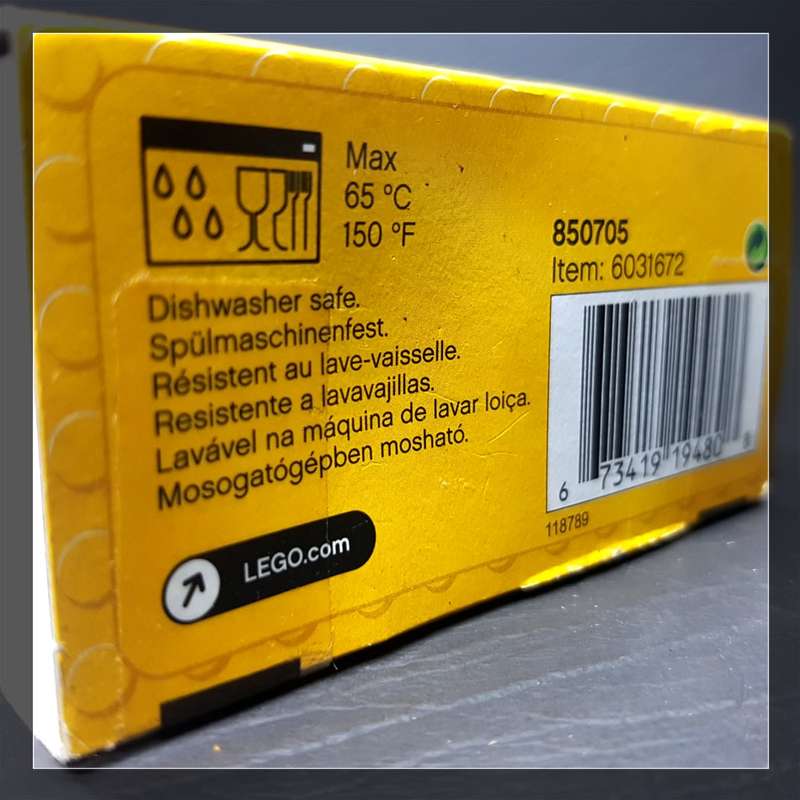 Max
65 °C
150 °F
Dishwasher safe.
Spülmaschinenfest.
Résistent au lave-vaisselle.
Resistente a lavavajillas.
Lavável na máquina de lavar loiça.
Mosogatógépben mosható.
LEGO.com
850705
Item: 6031672
6 73419 19480 8
118789